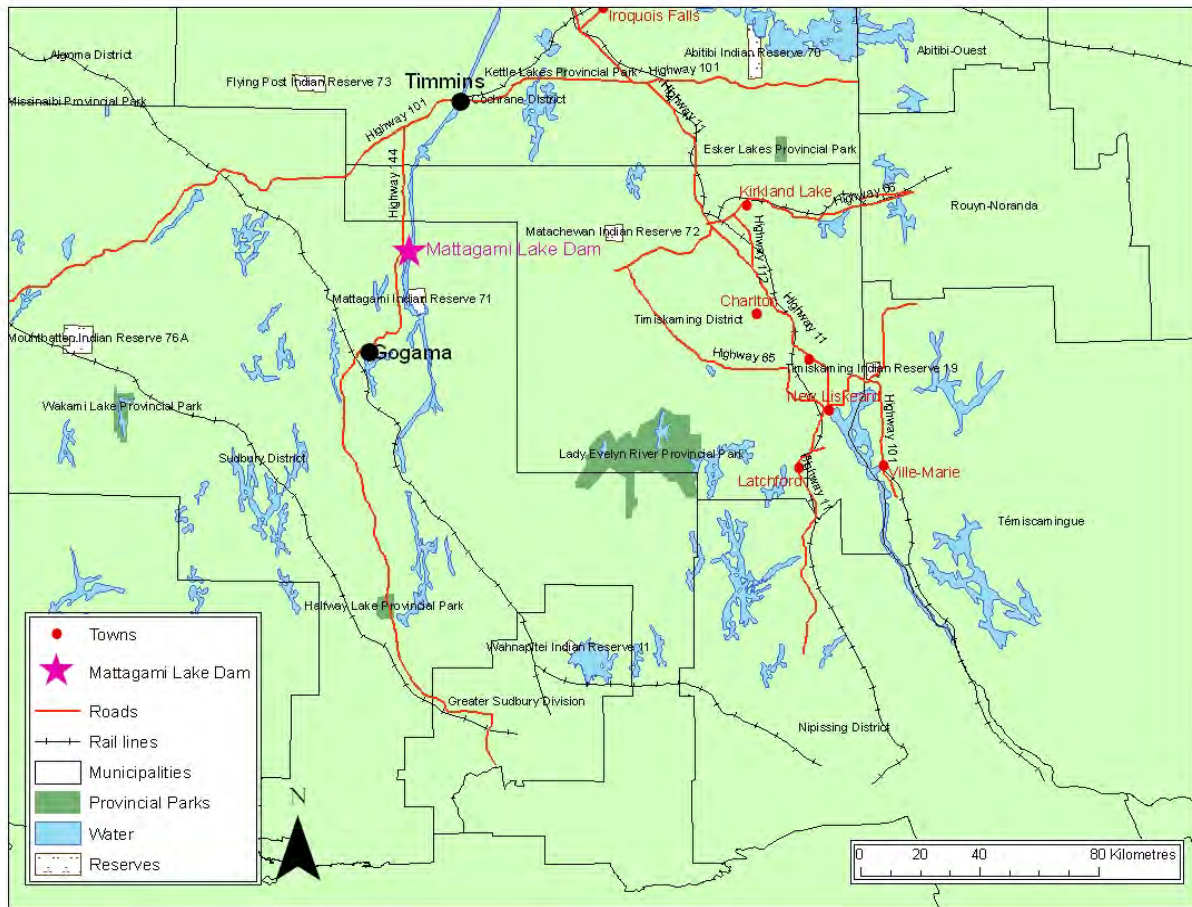 Iroquois Falls
Algoma District
Abitibi Indian Reserve 70
Abitibi-Ouest
Flying Post Indian Reserve 73
Timmins
Kettle Lakes Provincial Park
Highway 101
Missinaibi Provincial Park
Cochrane District
Highway 101
Highway 11
Esker Lakes Provincial Park
Highway 144
Kirkland Lake
Highway 66
Rouyn-Noranda
Matachewan Indian Reserve 72
Mattagami Lake Dam
Highway 112
Mattagami Indian Reserve 71
Charlton
Timiskaming District
Highway 11
Mountbatten Indian Reserve 76A
Gogama
Highway 65
Timiskaming Indian Reserve 19
Wakami Lake Provincial Park
New Liskeard
Highway 101
Sudbury District
Lady Evelyn River Provincial Park
Latchford
Highway 11
Ville-Marie
Témiscamingue
Halfway Lake Provincial Park
Wahnapitei Indian Reserve 11
Greater Sudbury Division
Nipissing District
Towns
Mattagami Lake Dam
Roads
Rail lines
Municipalities
Provincial Parks
Water
Reserves
N
0 20 40 80 Kilometres